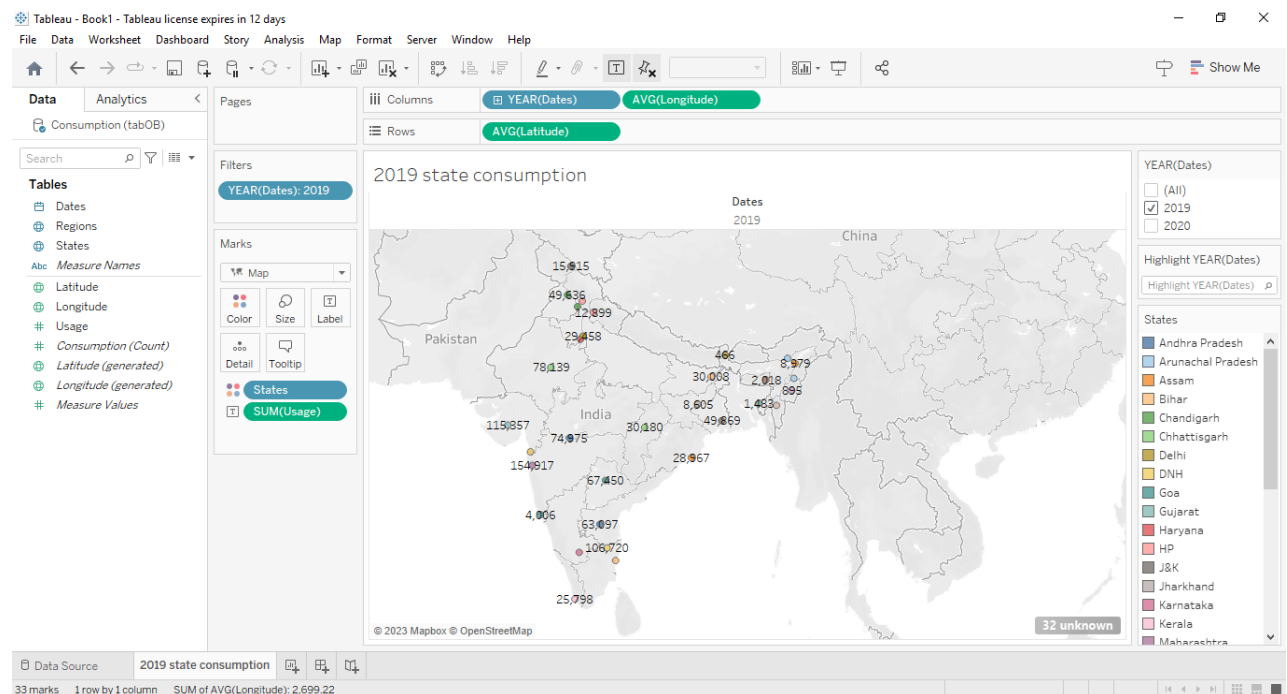 Tableau - Book1 - Tableau license expires in 12 days
File Data Worksheet Dashboard Story Analysis Map Format Server Window Help
Show Me
Data Analytics
Pages
Columns
YEAR(Dates)
AVG(Longitude)
Consumption (tabOB)
Rows
AVG(Latitude)
Search
Tables
Dates
Regions
States
Abc Measure Names
Latitude
Longitude
Usage
Consumption (Count)
Latitude (generated)
Longitude (generated)
Measure Values
Filters
YEAR(Dates): 2019
Marks
Map
Color Size Label
Detail Tooltip
States
SUM(Usage)
2019 state consumption
Dates
2019
China
15,915
49,636
12,899
Pakistan
29,458
466
8,979
78,139
30,008
2,018
895
India
8,605
1,483
115,857
30,180
49,869
74,975
28,967
154,917
67,450
4,006
63,097
106,720
25,798
© 2023 Mapbox © OpenStreetMap
32 unknown
YEAR(Dates)
(All)
2019
2020
Highlight YEAR(Dates)
Highlight YEAR(Dates)
States
Andhra Pradesh
Arunachal Pradesh
Assam
Bihar
Chandigarh
Chhattisgarh
Delhi
DNH
Goa
Gujarat
Haryana
HP
J&K
Jharkhand
Karnataka
Kerala
Maharashtra
Data Source
2019 state consumption
33 marks 1 row by 1 column SUM of AVG(Longitude): 2,699.22